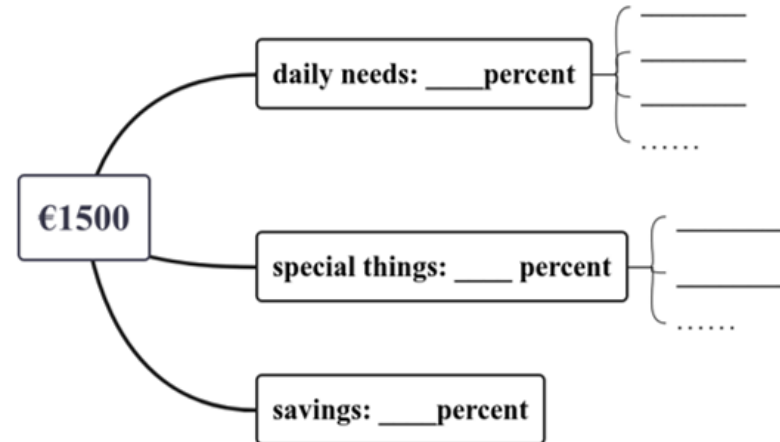 daily needs: ____percent
......
€1500
special things: ____ percent
......
savings: ____percent